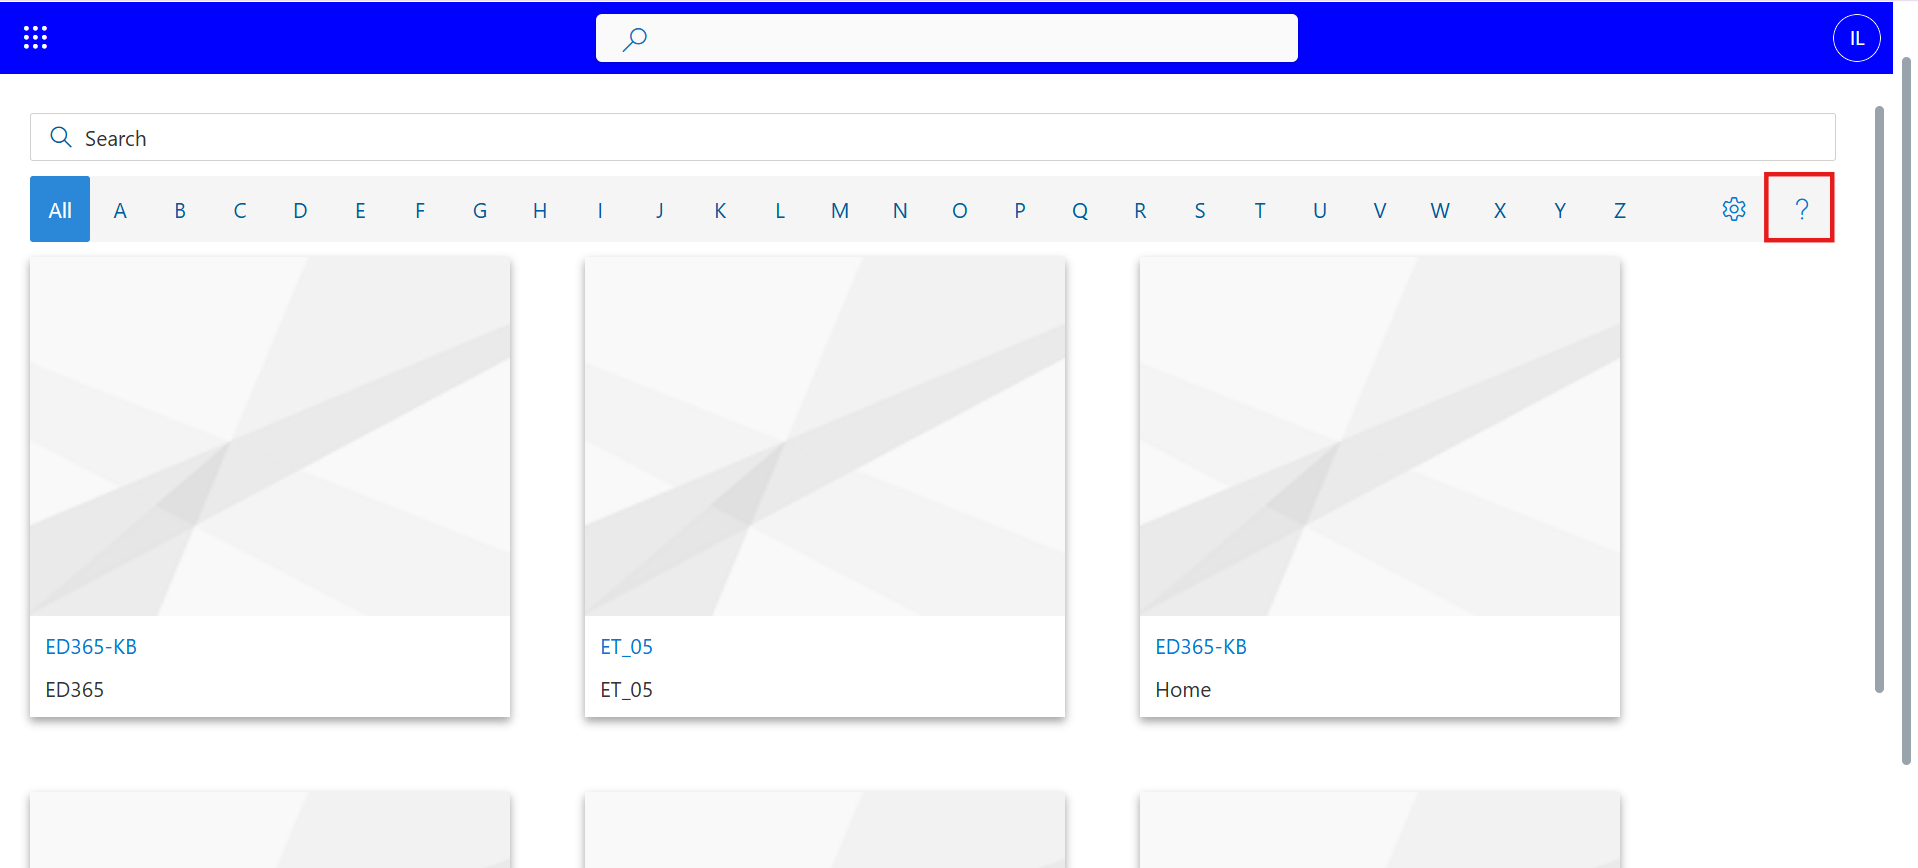 IL
Search
All A B C D E F G H I J K L M N O P Q R S T U V W X Y Z ?
ED365-KB ET_05 ED365-KB
ED365 ET_05 Home